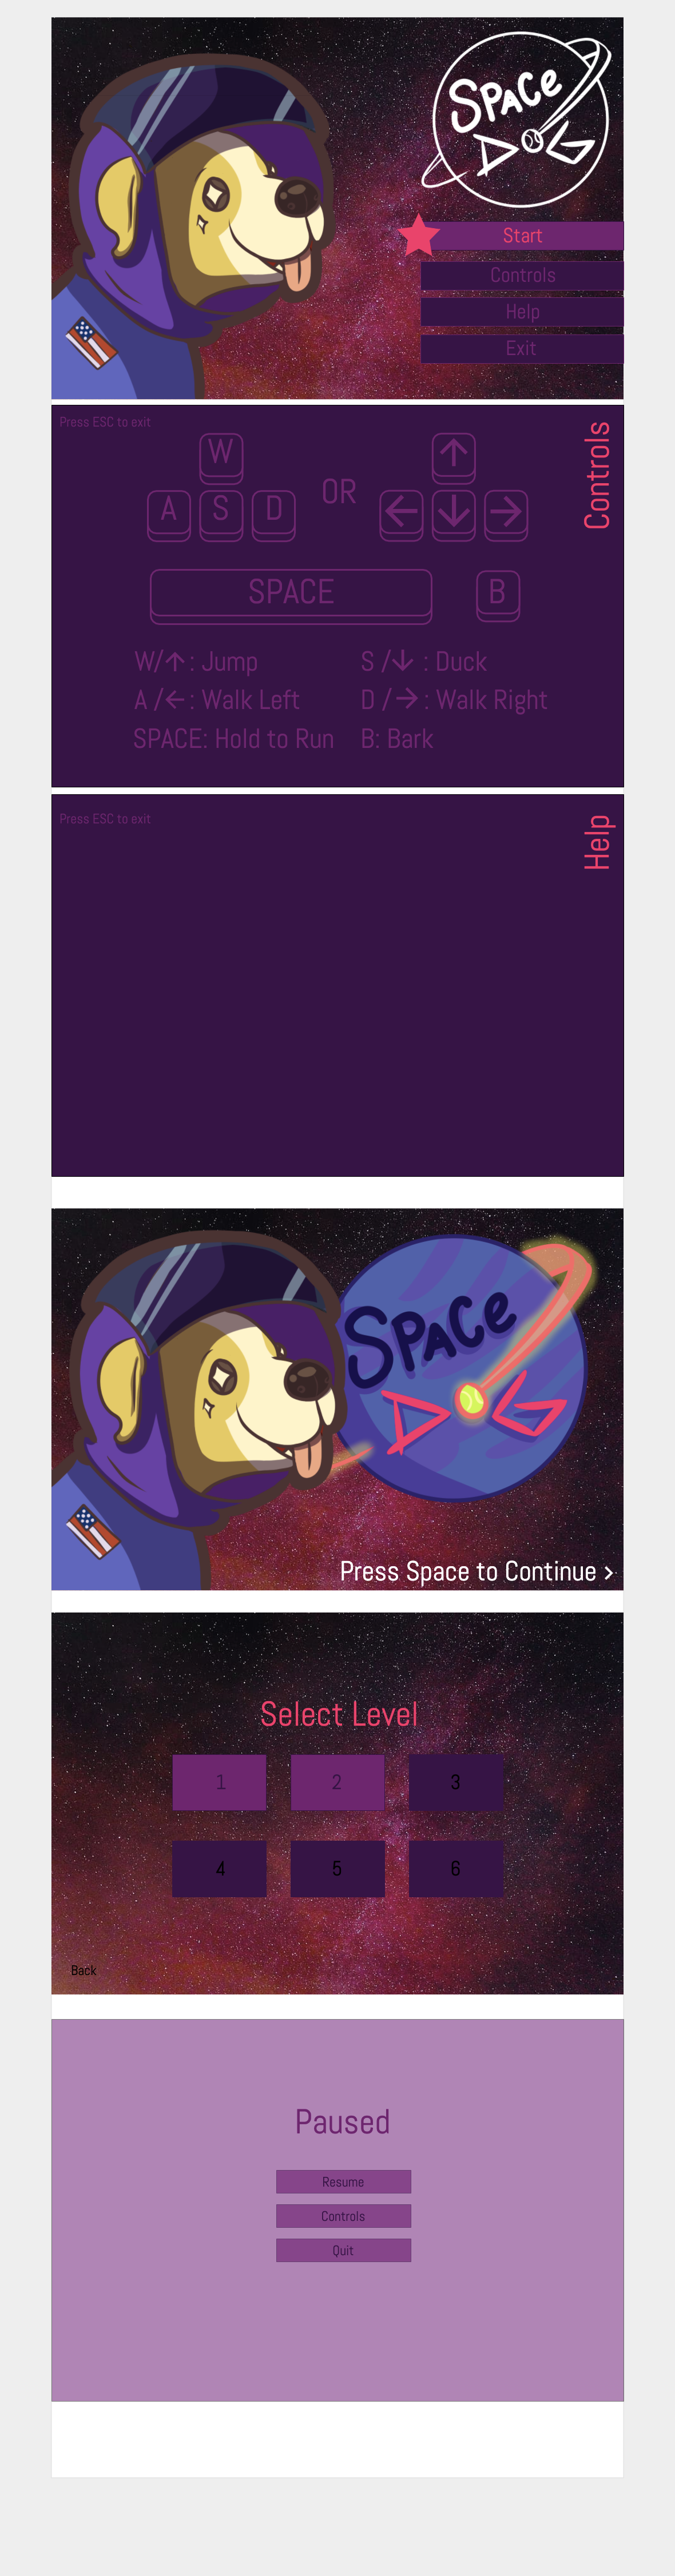 SPACe
DOG
Start
Controls
Help
Exit
Press ESC to exit
Controls
W
↑
A S D OR ← ↓ →
SPACE B
W/↑: Jump S /↓ : Duck
A /←: Walk Left D /→: Walk Right
SPACE: Hold to Run B: Bark
Press ESC to exit
Help
SPACe
DOG
Press Space to Continue >
Select Level
1 2 3
4 5 6
Back
Paused
Resume
Controls
Quit